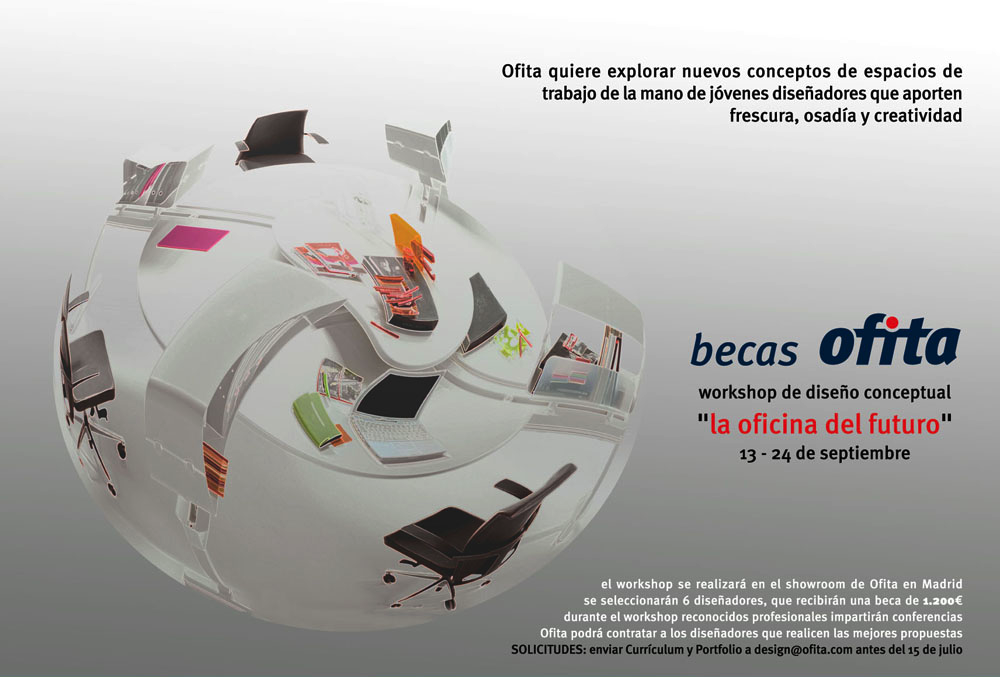 Ofita quiere explorar nuevos conceptos de espacios de
trabajo de la mano de jóvenes diseñadores que aporten
frescura, osadía y creatividad
becas ofita
workshop de diseño conceptual
"la oficina del futuro"
13 - 24 de septiembre
el workshop se realizará en el showroom de Ofita en Madrid
se seleccionarán 6 diseñadores, que recibirán una beca de 1.200€
durante el workshop reconocidos profesionales impartirán conferencias
Ofita podrá contratar a los diseñadores que realicen las mejores propuestas
SOLICITUDES: enviar Currículum y Portfolio a design@ofita.com antes del 15 de julio